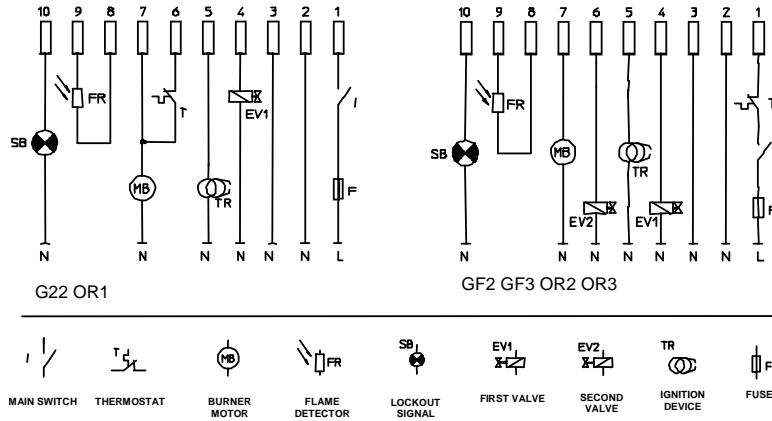 10 9 8 7 6 5 4 3 2 1
10 9 8 7 6 5 4 3 2 1
FR
T
EV1
I
SB
MB
TR
F
N N N N N N L
G22 OR1
FR
T
SB
MB
TR
EV2
EV1
F
N N N N N N N L
GF2 GF3 OR2 OR3
I
T
MB
FR
SB
EV1
EV2
TR
F
MAIN SWITCH
THERMOSTAT
BURNER
MOTOR
FLAME
DETECTOR
LOCKOUT
SIGNAL
FIRST VALVE
SECOND
VALVE
IGNITION
DEVICE
FUSE